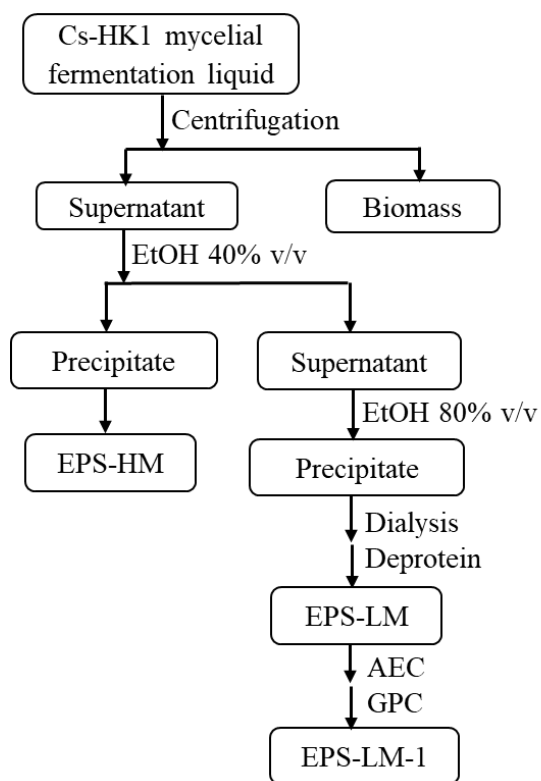 Cs-HK1 mycelial
fermentation liquid
Centrifugation
Supernatant
Biomass
EtOH 40% v/v
Precipitate
Supernatant
EtOH 80% v/v
EPS-HM
Precipitate
Dialysis
Deprotein
EPS-LM
AEC
GPC
EPS-LM-1